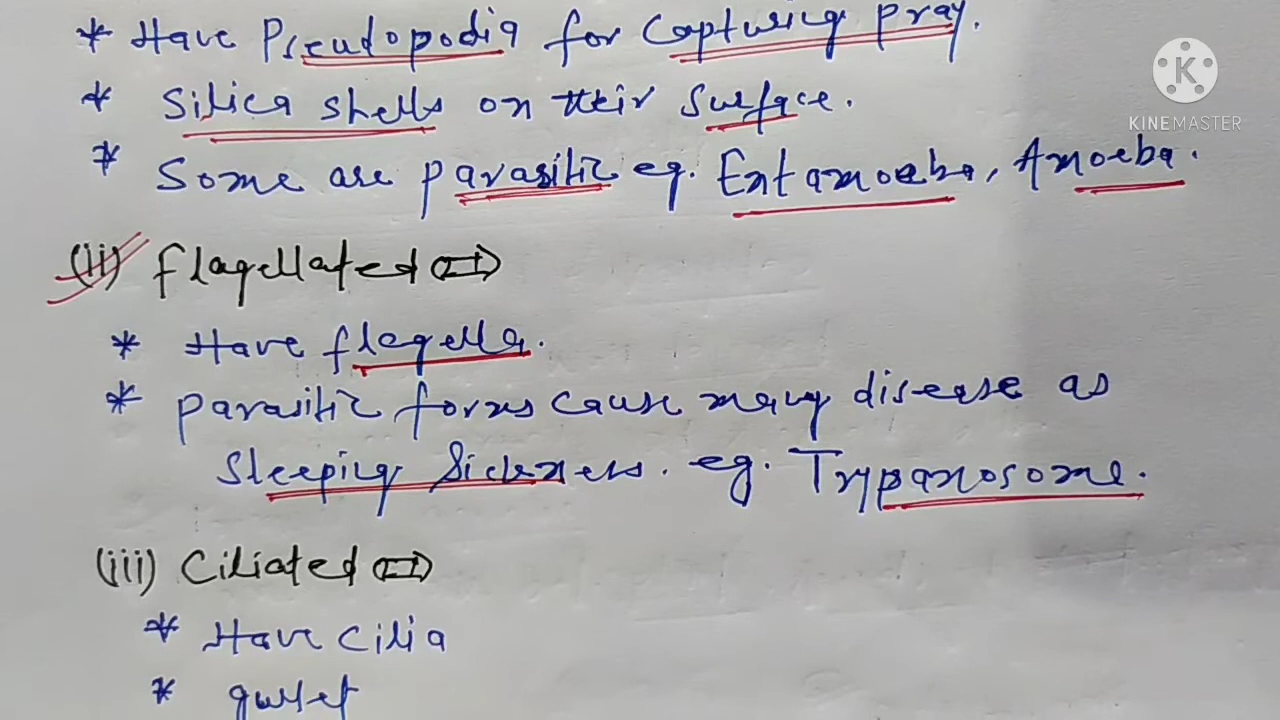 * Have Pseudopodia for Capturing pray.
* Silica shells on their surface.
* Some are parasitic eg. Entamoeba, Amoeba.
(ii) flagellated
* Have flagella.
* Parasitic forms cause many disease as
Sleeping Sickness. eg. Trypanosome.
(iii) Ciliated
* Have cilia
* gullet
K
KINEMASTER